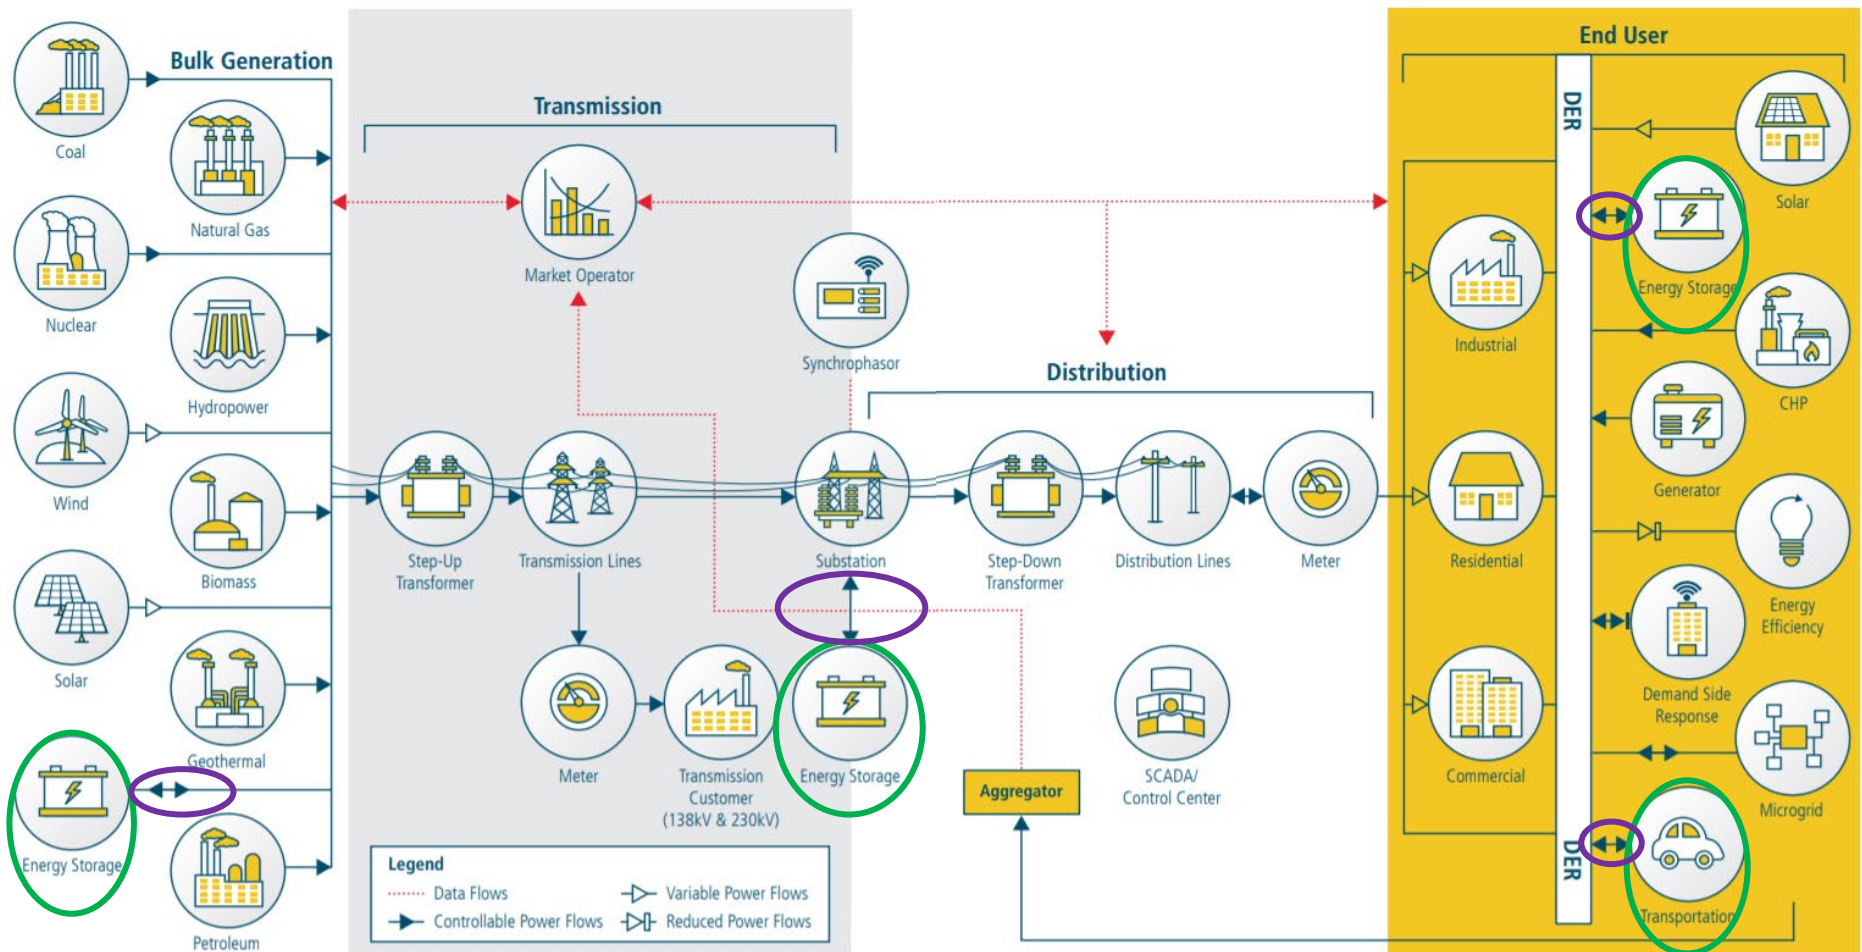 Bulk Generation
Coal
Natural Gas
Nuclear
Hydropower
Wind
Biomass
Solar
Geothermal
Energy Storage
Petroleum
Transmission
Market Operator
Synchrophasor
Step-Up
Transformer
Transmission Lines
Substation
Meter
Transmission
Customer
(138kV & 230kV)
Energy Storage
Legend
Data Flows
Controllable Power Flows
Variable Power Flows
Reduced Power Flows
Distribution
Step-Down
Transformer
Distribution Lines
Meter
Aggregator
SCADA/
Control Center
End User
DER
Industrial
Residential
Commercial
DER
Solar
Energy Storage
CHP
Generator
Energy
Efficiency
Demand Side
Response
Microgrid
Transportation